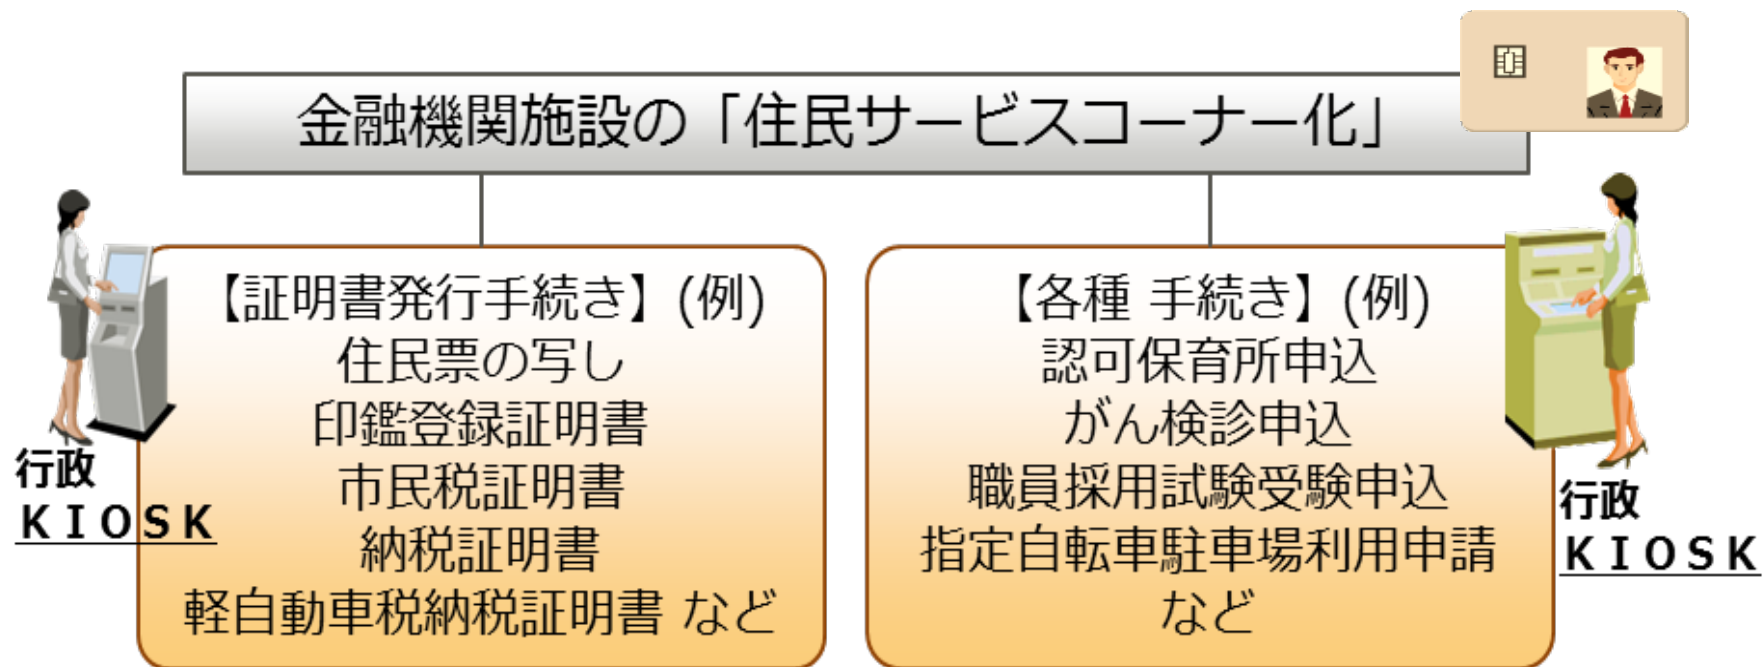 金融機関施設の「住民サービスコーナー化」
【証明書発行手続き】(例)
住民票の写し
印鑑登録証明書
市民税証明書
納税証明書
軽自動車税納税証明書 など
行政
ＫＩＯＳＫ
【各種 手続き】(例)
認可保育所申込
がん検診申込
職員採用試験受験申込
指定自転車駐車場利用申請
など
行政
ＫＩＯＳＫ